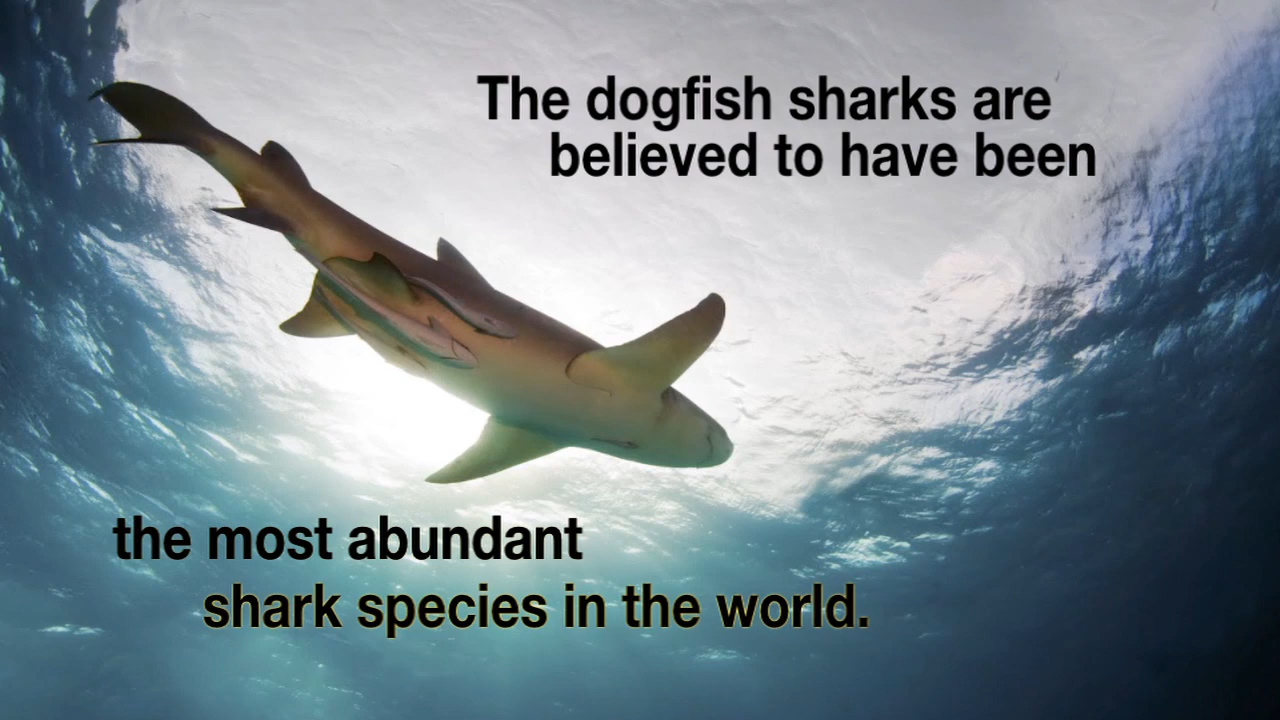 The dogfish sharks are
believed to have been
the most abundant
shark species in the world.